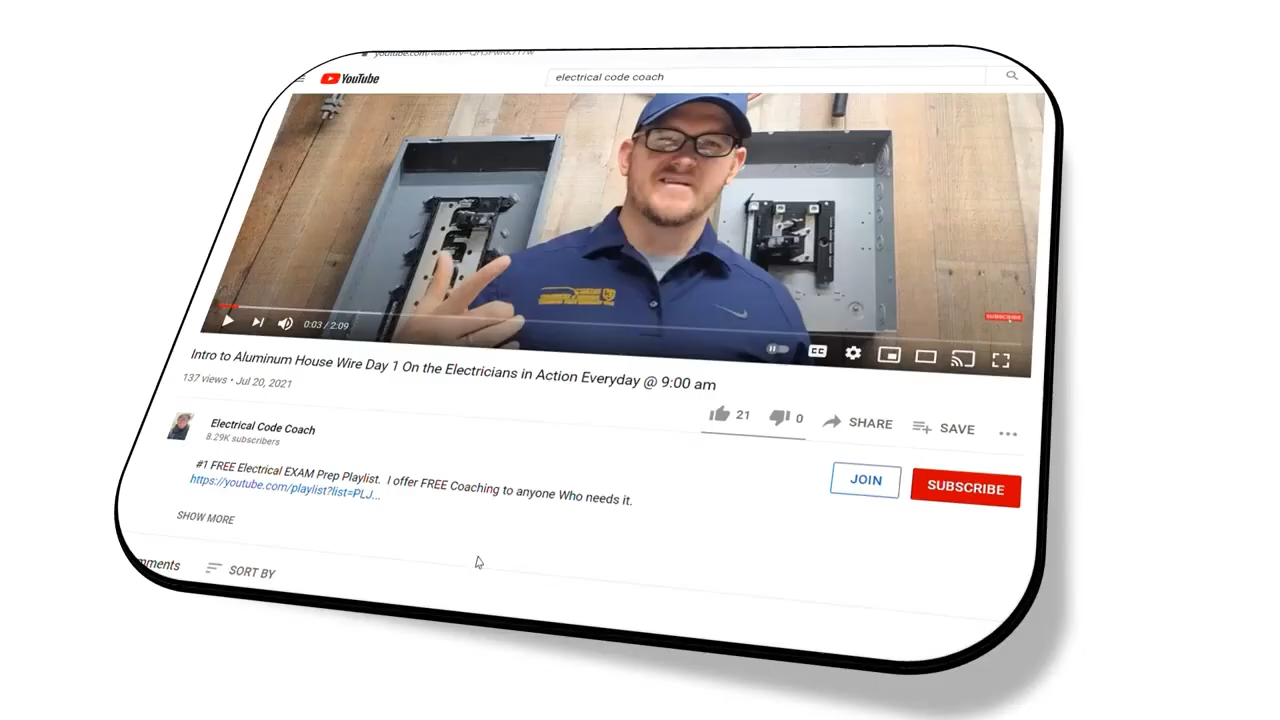 YouTube
electrical code coach
SUBSCRIBE
0:03 / 2:09
CC
Intro to Aluminum House Wire Day 1 On the Electricians in Action Everyday @ 9:00 am
137 views • Jul 20, 2021
21
0
SHARE
SAVE
Electrical Code Coach
8.29K subscribers
JOIN
SUBSCRIBE
#1 FREE Electrical EXAM Prep Playlist. I offer FREE Coaching to anyone Who needs it.
https://youtube.com/playlist?list=PLJ...
SHOW MORE
mments
SORT BY